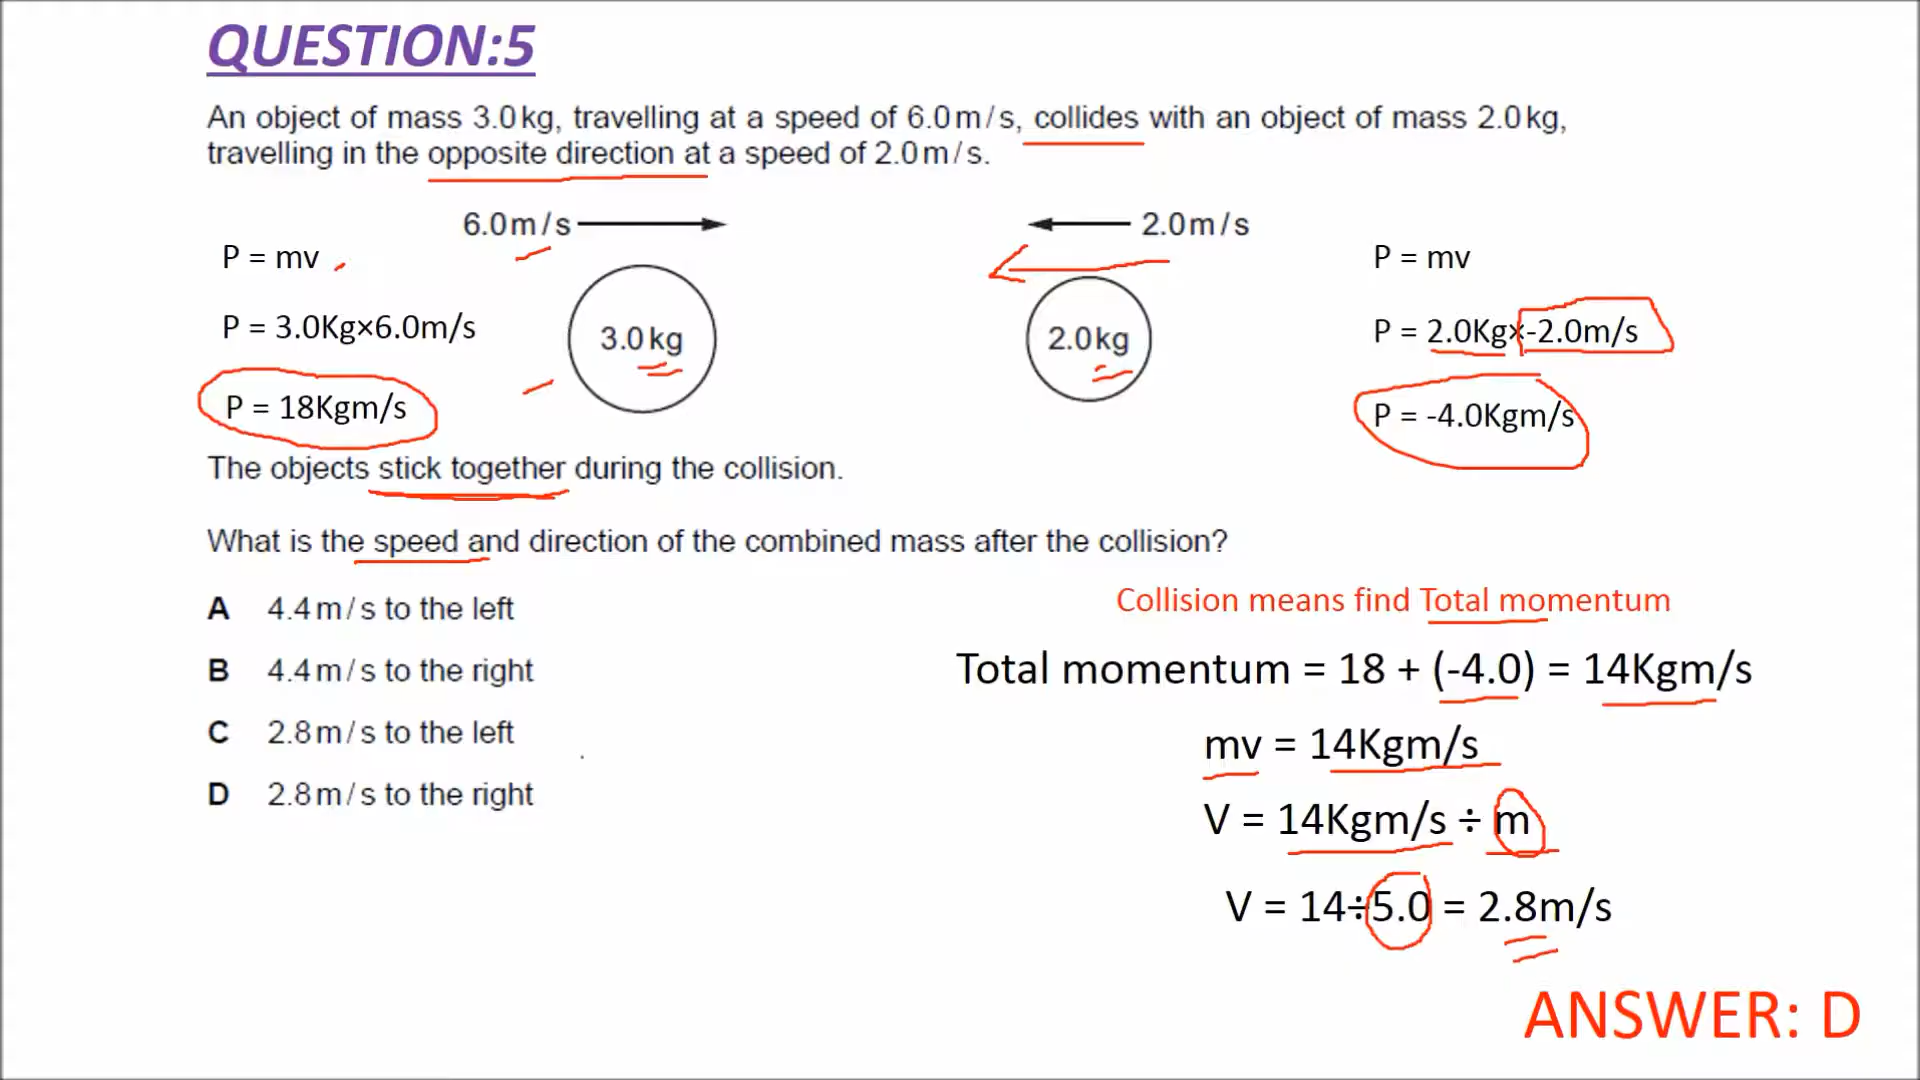 QUESTION:5
An object of mass 3.0 kg, travelling at a speed of 6.0 m/s, collides with an object of mass 2.0 kg,
travelling in the opposite direction at a speed of 2.0 m/s.
6.0 m/s
2.0 m/s
P = mv
P = 3.0Kg×6.0m/s
P = 18Kgm/s
3.0 kg
2.0 kg
P = mv
P = 2.0Kg×-2.0m/s
P = -4.0Kgm/s
The objects stick together during the collision.
What is the speed and direction of the combined mass after the collision?
A 4.4 m/s to the left
B 4.4 m/s to the right
C 2.8 m/s to the left
D 2.8 m/s to the right
Collision means find Total momentum
Total momentum = 18 + (-4.0) = 14Kgm/s
mv = 14Kgm/s
V = 14Kgm/s ÷ m
V = 14÷5.0 = 2.8m/s
ANSWER: D